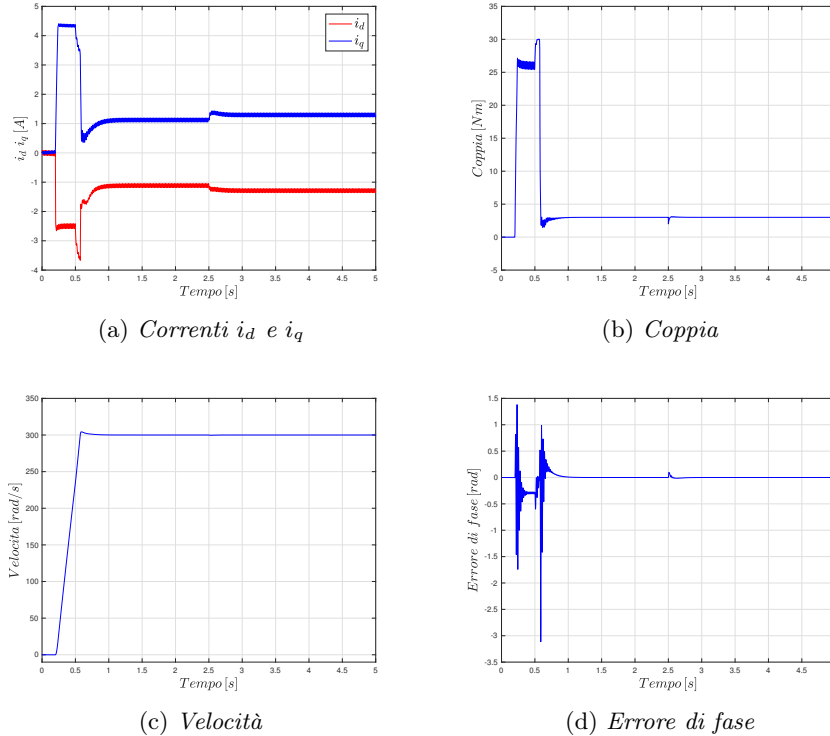 5
4
3
2
1
0
-1
-2
-3
-4
0 0.5 1 1.5 2 2.5 3 3.5 4 4.5 5
i_d i_q [A]
Tempo [s]
i_d
i_q
(a) Correnti i_d e i_q
35
30
25
20
15
10
5
0
-5
0 0.5 1 1.5 2 2.5 3 3.5 4 4.5
Coppia [Nm]
Tempo [s]
(b) Coppia
350
300
250
200
150
100
50
0
0 0.5 1 1.5 2 2.5 3 3.5 4 4.5 5
Velocita [rad/s]
Tempo [s]
(c) Velocità
1.5
1
0.5
0
-0.5
-1
-1.5
-2
-2.5
-3
-3.5
0 0.5 1 1.5 2 2.5 3 3.5 4 4.5
Errore di fase [rad]
Tempo [s]
(d) Errore di fase